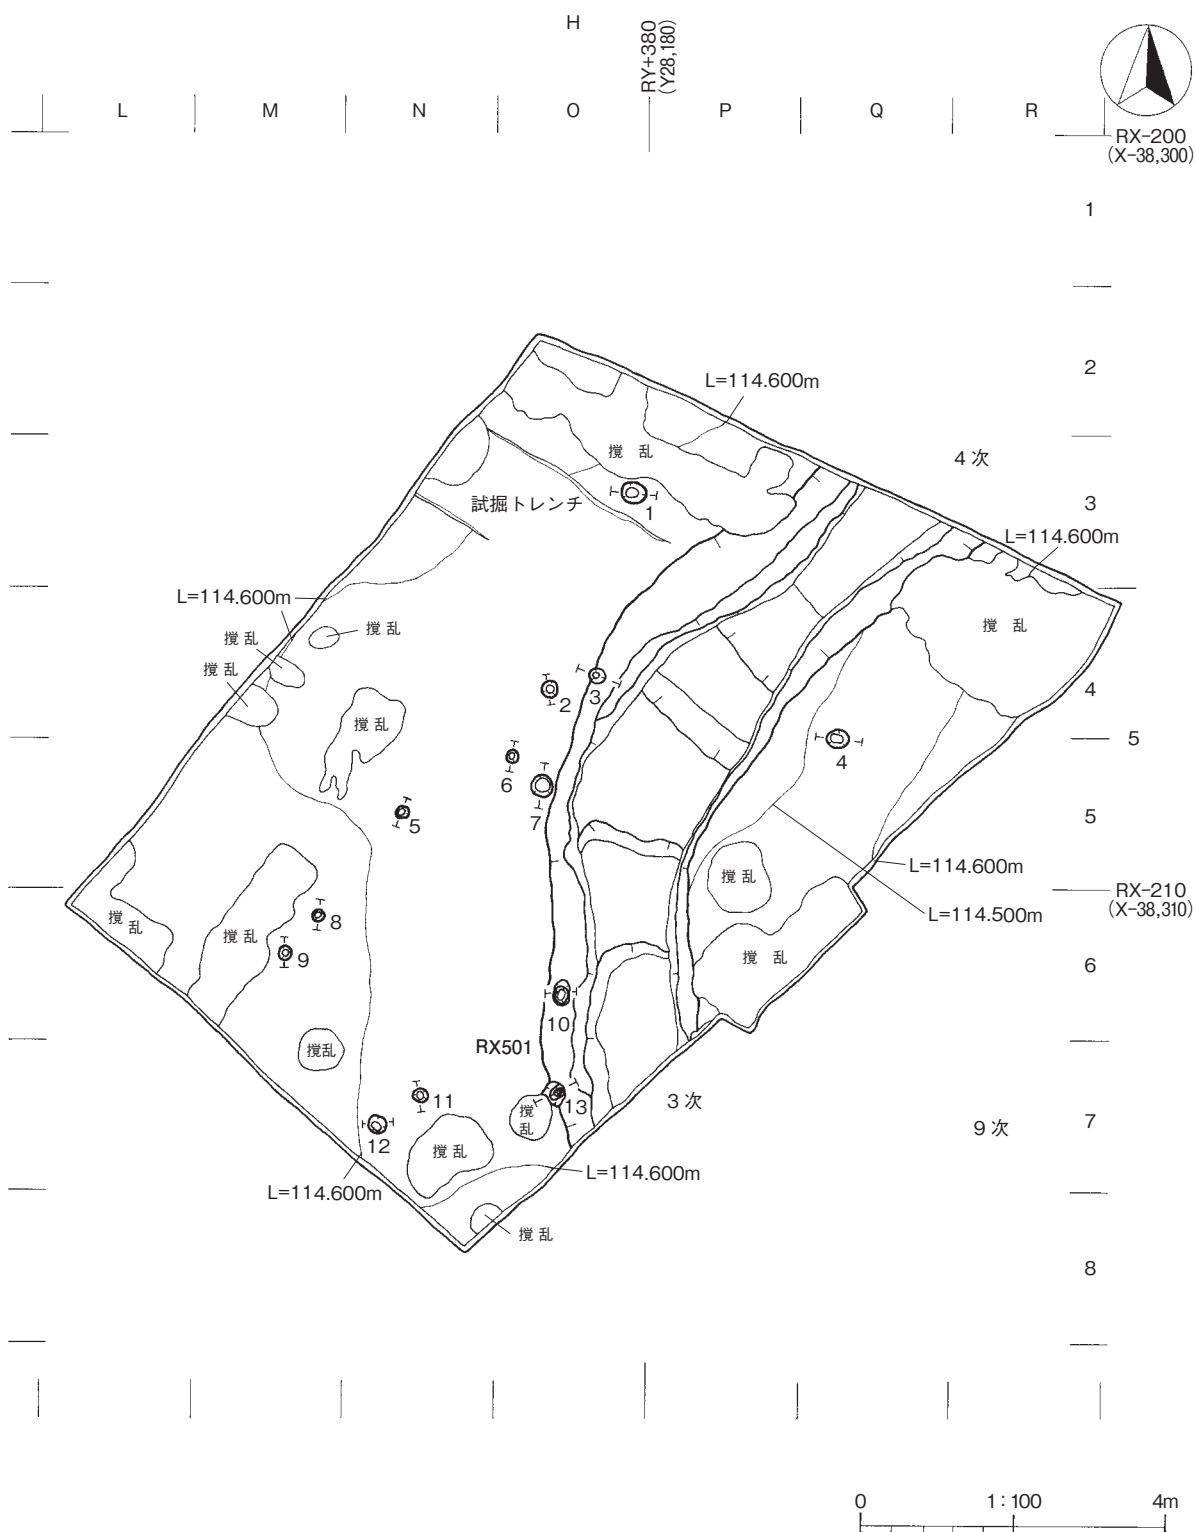 H
RY+380
(Y28,180)
L
M
N
O
P
Q
R
RX-200
(X-38,300)
1
2
L=114.600m
4次
撹 乱
3
試掘トレンチ
1
L=114.600m
L=114.600m
撹乱
撹乱
撹 乱
撹乱
4
3
2
撹乱
5
4
6
7
5
5
L=114.600m
撹乱
RX-210
(X-38,310)
L=114.500m
撹
乱
8
撹乱
9
撹 乱
6
10
RX501
撹乱
11
13
3次
撹
乱
9次
7
12
撹乱
L=114.600m
L=114.600m
撹乱
8
0
1:100
4m